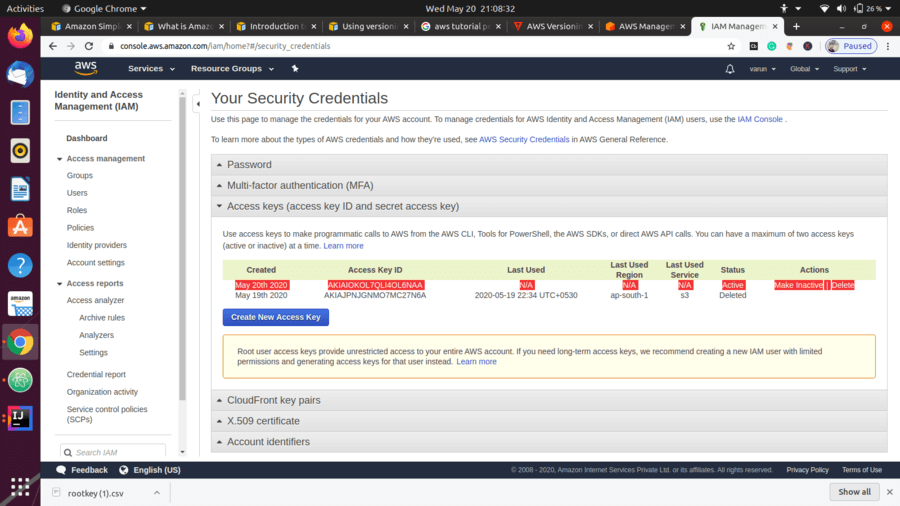 Activities Google Chrome May 20 21:08:32 26 %
Amazon Simpl What is Amaz Introduction t Using versioni aws tutorial p AWS Versionin AWS Managem IAM Managem
console.aws.amazon.com/iam/home?#/security_credentials Paused
aws Services Resource Groups varun Global Support
Identity and Access
Management (IAM)
Dashboard
Access management
Groups
Users
Roles
Policies
Identity providers
Account settings
Access reports
Access analyzer
Archive rules
Analyzers
Settings
Credential report
Organization activity
Service control policies
(SCPs)
Search IAM
Your Security Credentials
Use this page to manage the credentials for your AWS account. To manage credentials for AWS Identity and Access Management (IAM) users, use the IAM Console .
To learn more about the types of AWS credentials and how they're used, see AWS Security Credentials in AWS General Reference.
Password
Multi-factor authentication (MFA)
Access keys (access key ID and secret access key)
Use access keys to make programmatic calls to AWS from the AWS CLI, Tools for PowerShell, the AWS SDKs, or direct AWS API calls. You can have a maximum of two access keys
(active or inactive) at a time. Learn more
Created Access Key ID Last Used Last Used Region Last Used Service Status Actions
May 20th 2020 AKIAIOKOL7QLI4OL6NAA N/A N/A N/A Active Make Inactive | Delete
May 19th 2020 AKIAJPNJGNMO7MC27N6A 2020-05-19 22:34 UTC+0530 ap-south-1 s3 Deleted
Create New Access Key
Root user access keys provide unrestricted access to your entire AWS account. If you need long-term access keys, we recommend creating a new IAM user with limited
permissions and generating access keys for that user instead. Learn more
CloudFront key pairs
X.509 certificate
Account identifiers
Feedback English (US) © 2008 - 2020, Amazon Internet Services Private Ltd. or its affiliates. All rights reserved. Privacy Policy Terms of Use
rootkey (1).csv Show all